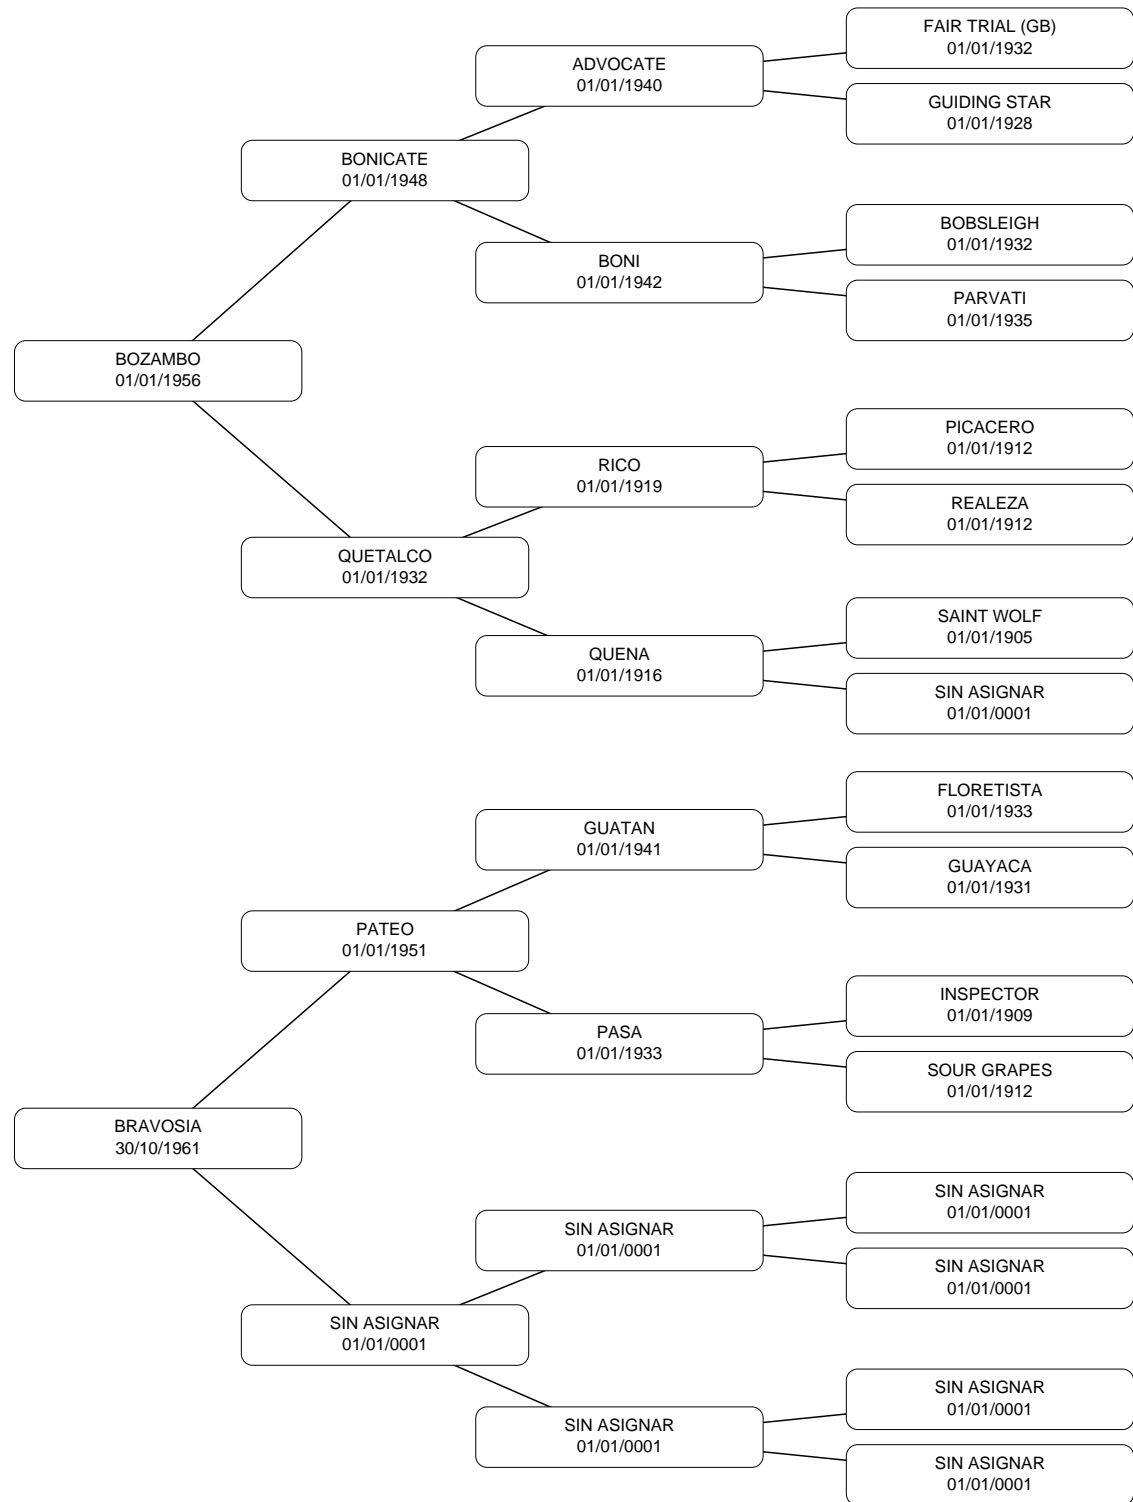 FAIR TRIAL (GB)
01/01/1932
ADVOCATE
01/01/1940
GUIDING STAR
01/01/1928
BONICATE
01/01/1948
BOBSLEIGH
01/01/1932
BONI
01/01/1942
PARVATI
01/01/1935
BOZAMBO
01/01/1956
PICACERO
01/01/1912
RICO
01/01/1919
REALEZA
01/01/1912
QUETALCO
01/01/1932
SAINT WOLF
01/01/1905
QUENA
01/01/1916
SIN ASIGNAR
01/01/0001
FLORETISTA
01/01/1933
GUATAN
01/01/1941
GUAYACA
01/01/1931
PATEO
01/01/1951
INSPECTOR
01/01/1909
PASA
01/01/1933
SOUR GRAPES
01/01/1912
BRAVOSIA
30/10/1961
SIN ASIGNAR
01/01/0001
SIN ASIGNAR
01/01/0001
SIN ASIGNAR
01/01/0001
SIN ASIGNAR
01/01/0001
SIN ASIGNAR
01/01/0001
SIN ASIGNAR
01/01/0001
SIN ASIGNAR
01/01/0001